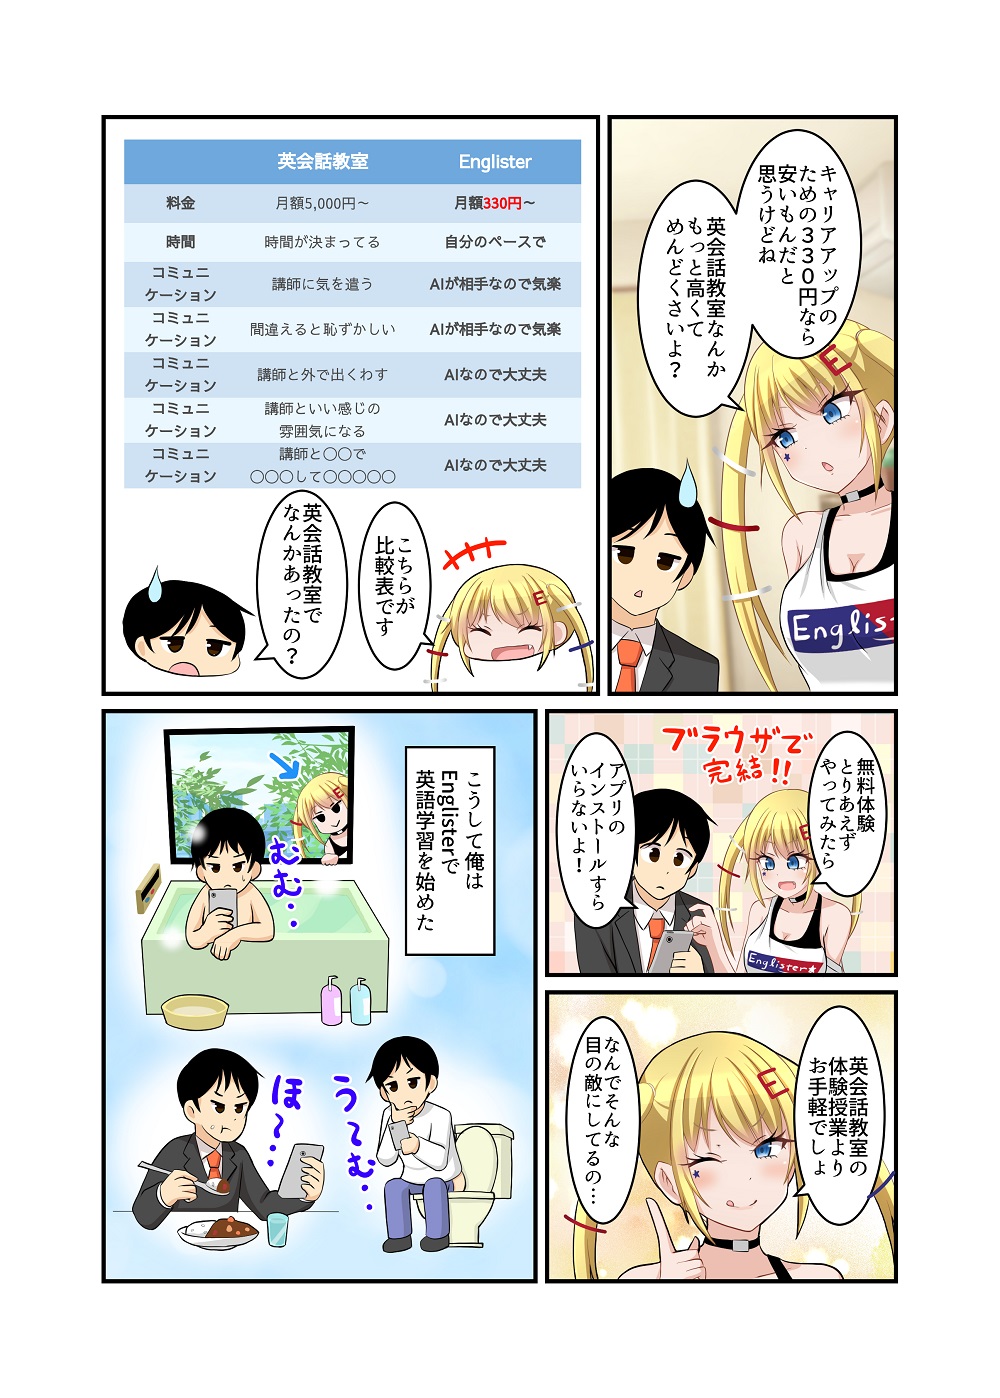 キャリアアップの
ための３３０円なら
安いもんだと
思うけどね
英会話教室なんか
もっと高くて
めんどくさいよ？
E
Englis
英会話教室 Englister
料金 月額5,000円～ 月額330円～
時間 時間が決まってる 自分のペースで
コミュニ
ケーション 講師に気を遣う AIが相手なので気楽
コミュニ
ケーション 間違えると恥ずかしい AIが相手なので気楽
コミュニ
ケーション 講師と外で出くわす AIなので大丈夫
コミュニ
ケーション 講師といい感じの
雰囲気になる AIなので大丈夫
コミュニ
ケーション 講師と〇〇で
〇〇〇して〇〇〇〇〇 AIなので大丈夫
こちらが
比較表です
E
英会話教室で
なんかあったの？
無料体験
とりあえず
やってみたら
ブラウザで
完結!!
アプリの
インストールすら
いらないよ！
E
Englister★
英会話教室の
体験授業より
お手軽でしょ
E
なんでそんな
目の敵にしてるの…
こうして俺は
Englisterで
英語学習を始めた
E
むむ・・
う～む・・
ほ～・・